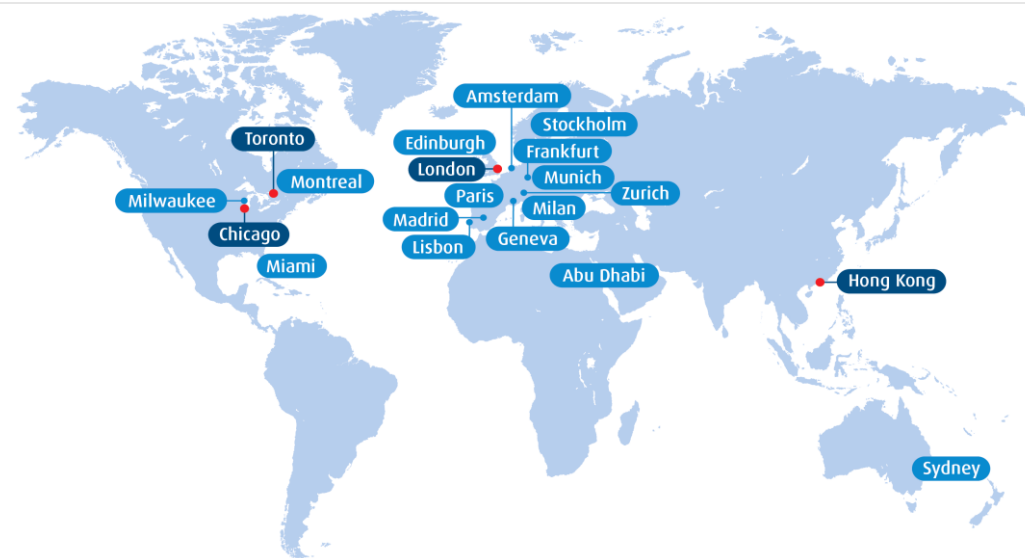 Amsterdam
Stockholm
Toronto
Edinburgh
Frankfurt
London
Munich
Montreal
Milwaukee
Paris
Zurich
Milan
Madrid
Chicago
Geneva
Lisbon
Miami
Abu Dhabi
Hong Kong
Sydney